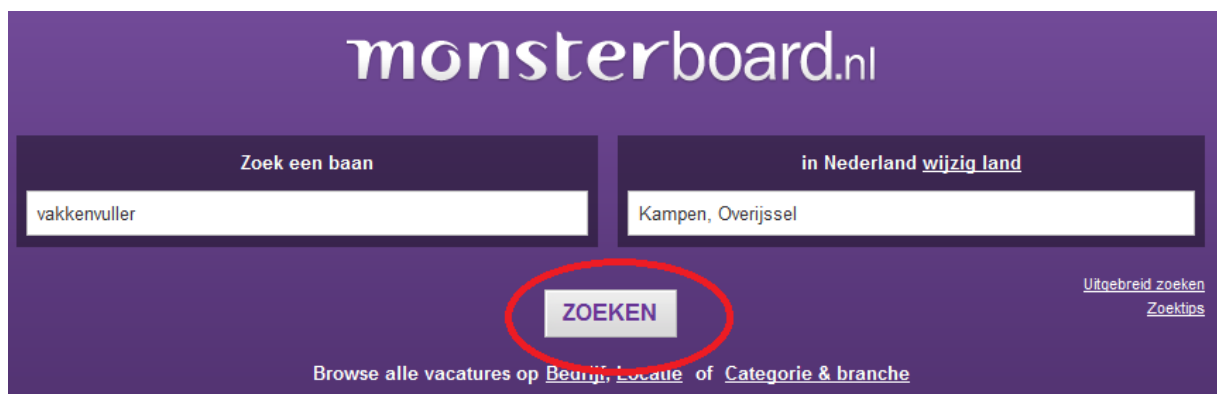 monsterboard.nl
Zoek een baan
in Nederland wijzig land
vakkenvuller
Kampen, Overijssel
Uitgebreid zoeken
ZOEKEN
Zoektips
Browse alle vacatures op Bedrijf, Locatie of Categorie & branche